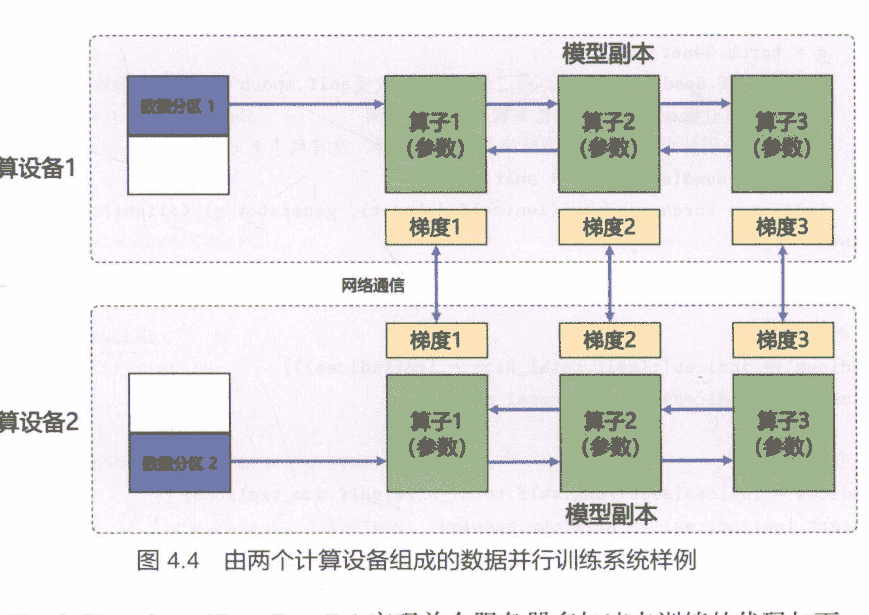 模型副本
数据分区 1
算子1
（参数）
算子2
（参数）
算子3
（参数）
算设备1
梯度1
梯度2
梯度3
网络通信
梯度1
梯度2
梯度3
算设备2
算子1
（参数）
算子2
（参数）
算子3
（参数）
数据分区 2
模型副本
图 4.4 由两个计算设备组成的数据并行训练系统样例